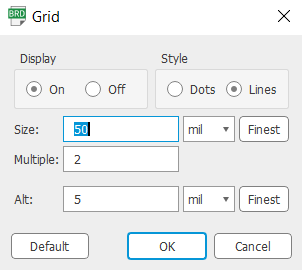 BRD Grid
Display Style
On Off Dots Lines
Size: 50 mil Finest
Multiple: 2
Alt: 5 mil Finest
Default OK Cancel